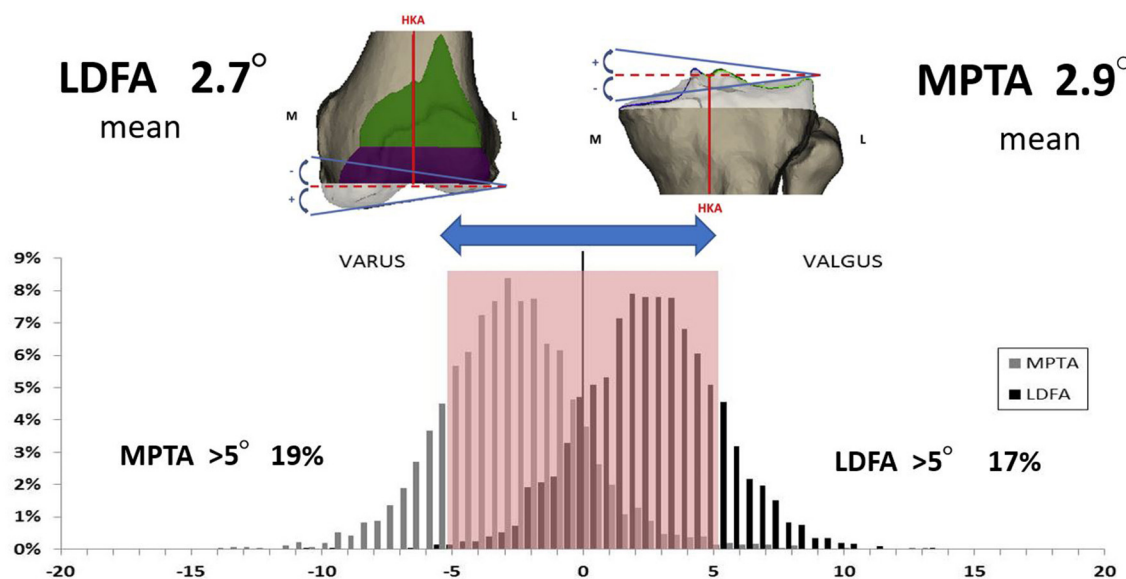 HKA
LDFA 2.7°
mean
M
L
-
+
+
-
M
L
HKA
MPTA 2.9°
mean
VARUS
VALGUS
9%
8%
7%
6%
5%
4%
3%
2%
1%
0%
MPTA
LDFA
MPTA >5° 19%
LDFA >5° 17%
-20
-15
-10
-5
0
5
10
15
20